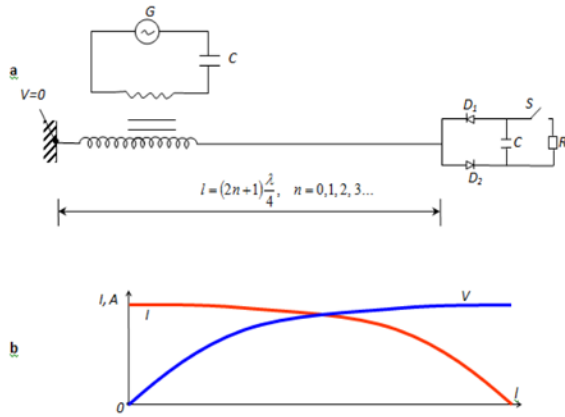 G
C
a
V=0
D1
S
C
R
D2
l = (2n+1) λ/4, n = 0,1,2,3...
I, A
I
V
b
0
l